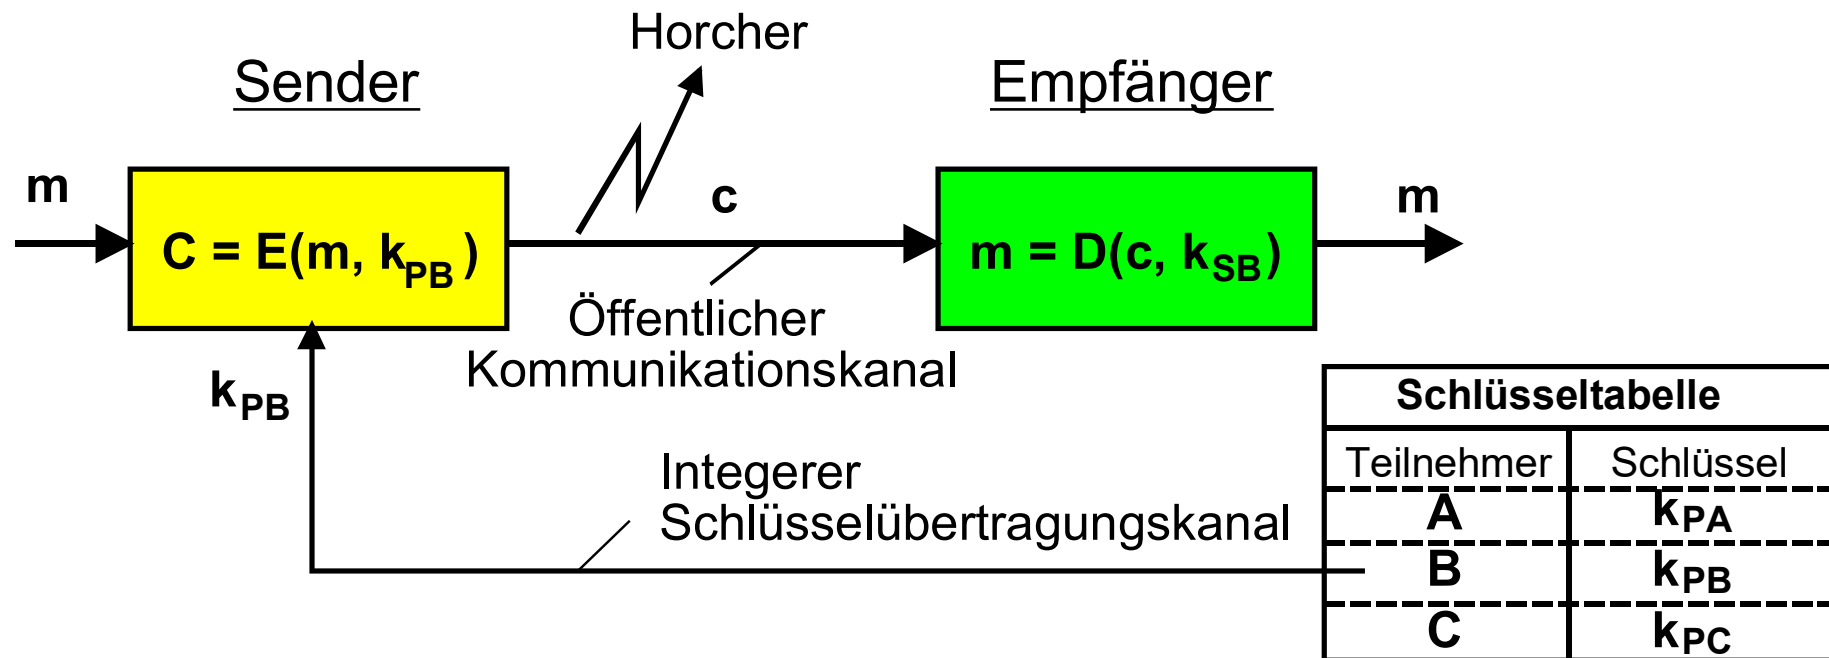 Horcher
Sender
Empfänger
m
C = E(m, kPB )
c
m = D(c, kSB)
m
Öffentlicher
Kommunikationskanal
kPB
Integerer
Schlüsselübertragungskanal
Schlüsseltabelle
Teilnehmer Schlüssel
A kPA
B kPB
C kPC